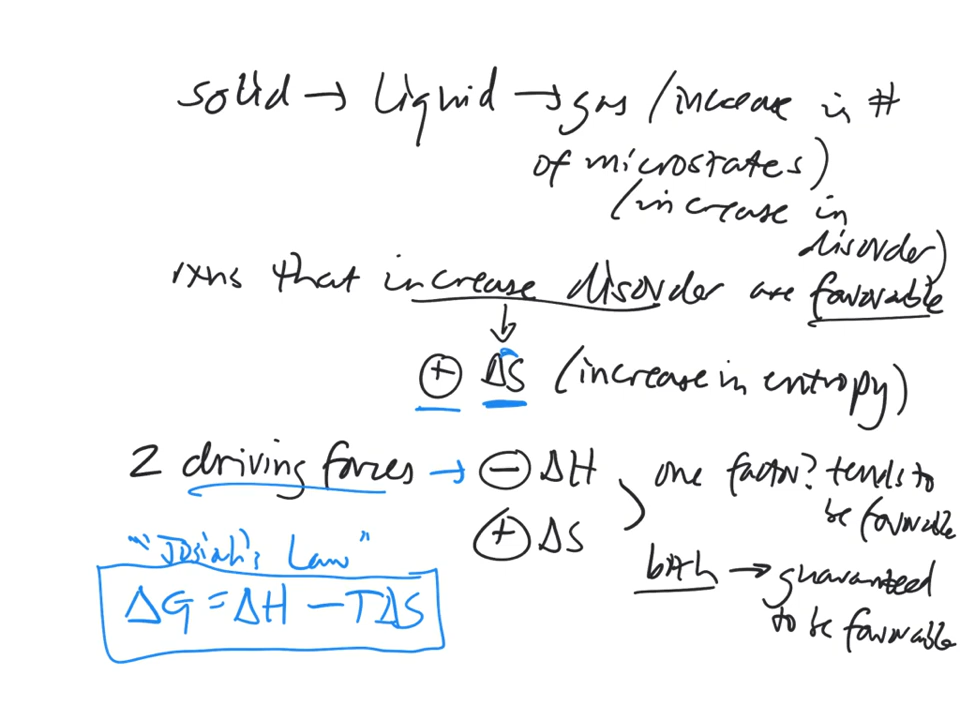 solid → liquid → gas (increase in #
of microstates)
(increase in
disorder)
rxns that increase disorder are favorable
↓
⊕ ΔS (increase in entropy)
2 driving forces → ⊖ ΔH
⊕ ΔS
one factor? tends to
be favorable
both → guaranteed
to be favorable
"Josiah's Law"
ΔG = ΔH - TΔS